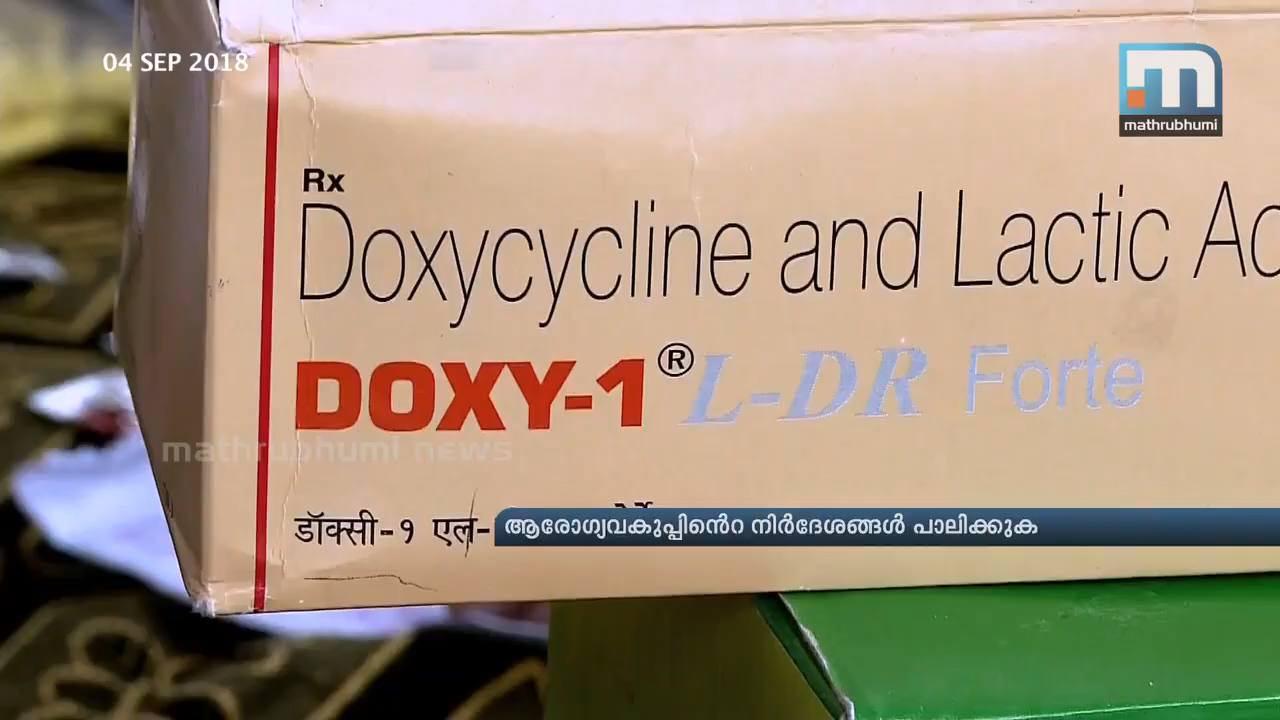 04 SEP 2018
mathrubhumi
Rx
Doxycycline and Lactic
DOXY-1® L-DR Forte
mathrubhumi news
डॉक्सी-१ एल-
ആരോഗ്യവകുപ്പിൻെറ നിർദേശങ്ങൾ പാലിക്കുക